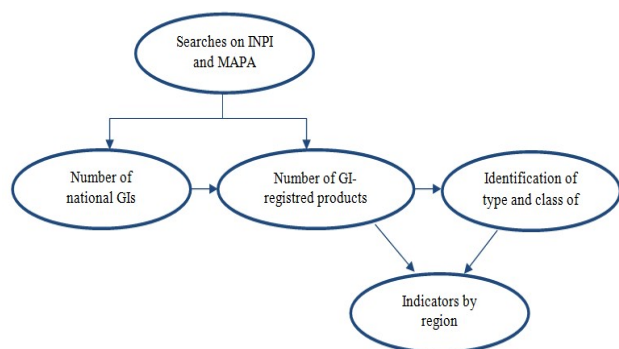 Searches on INPI
and MAPA
Number of
national GIs
Number of GI-
registred products
Identification of
type and class of
Indicators by
region